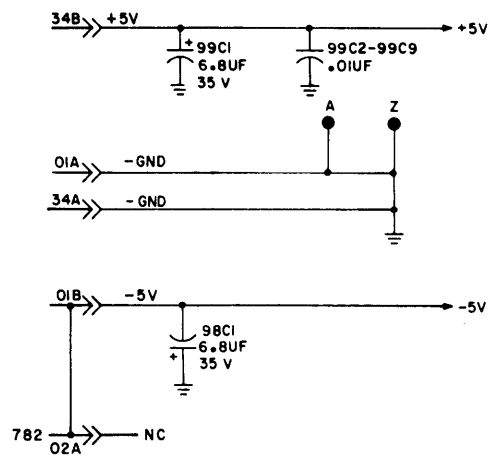 34B +5V +5V
+ 99C1
6.8UF
35 V
99C2-99C9
.01UF
A Z
01A -GND
34A -GND
01B -5V -5V
98C1
6.8UF
+ 35 V
782 NC
02A